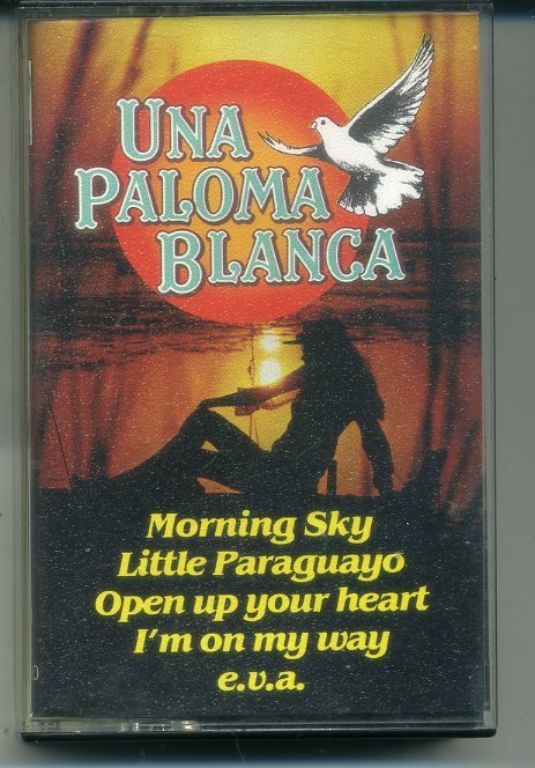 UNA
PALOMA
BLANCA
Morning Sky
Little Paraguayo
Open up your heart
I'm on my way
e.v.a.